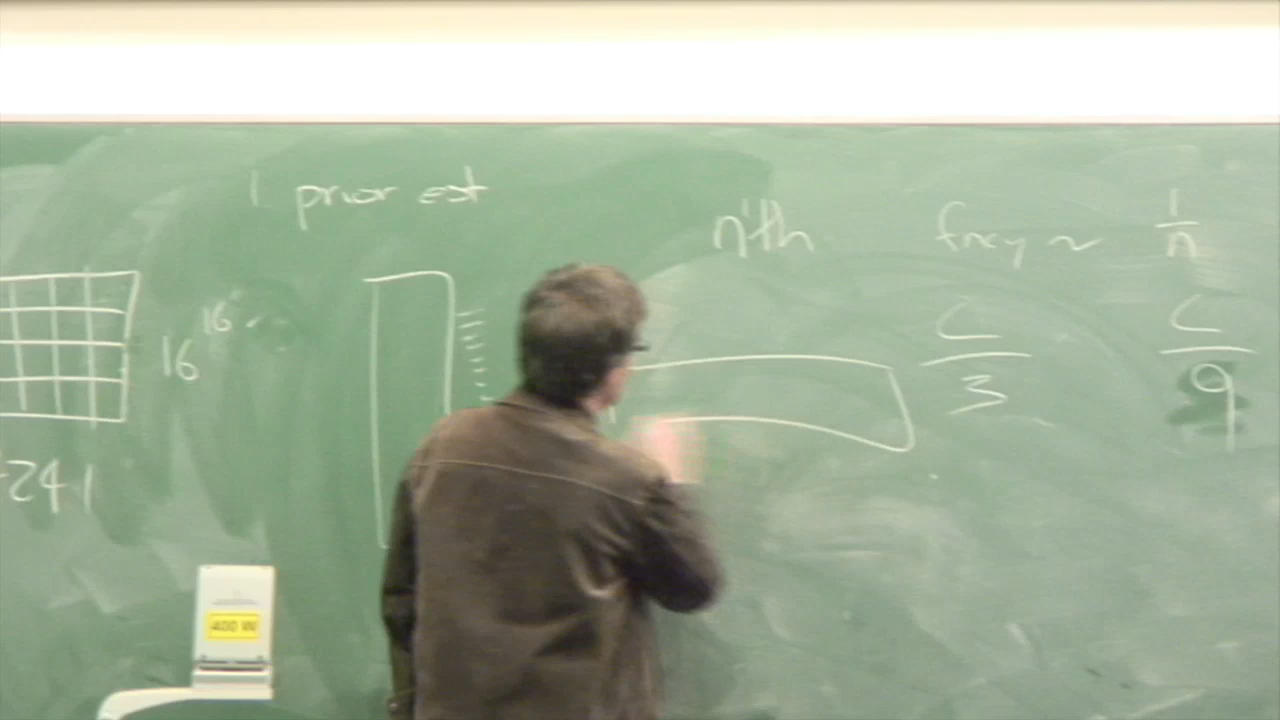 1. prior est
n'th freq ~ 1/n
16^16
C/3 C/9
241
400 W